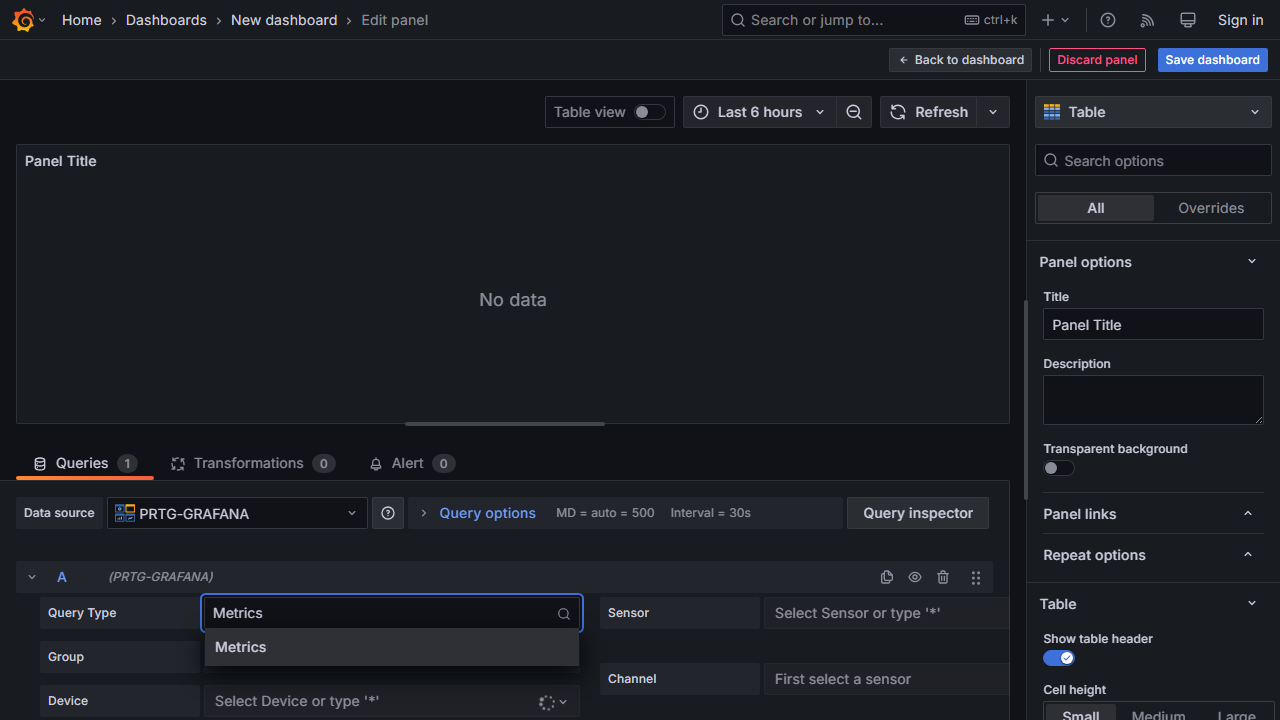 Home > Dashboards > New dashboard > Edit panel
Search or jump to...
ctrl+k
Sign in
Back to dashboard
Discard panel
Save dashboard
Table view
Last 6 hours
Refresh
Panel Title
No data
Queries 1
Transformations 0
Alert 0
Data source
PRTG-GRAFANA
Query options
MD = auto = 500
Interval = 30s
Query inspector
A
(PRTG-GRAFANA)
Query Type
Metrics
Metrics
Group
Device
Select Device or type '*'
Sensor
Select Sensor or type '*'
Channel
First select a sensor
Table
Search options
All
Overrides
Panel options
Title
Panel Title
Description
Transparent background
Panel links
Repeat options
Table
Show table header
Cell height
Small
Medium
Large